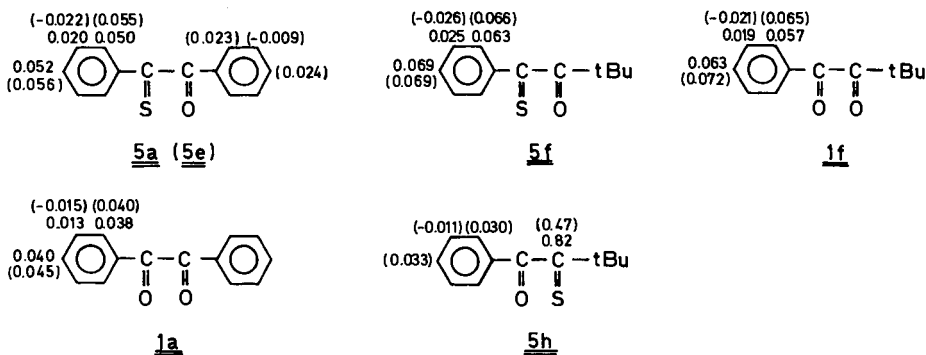 (-0.022) (0.055)
0.020 0.050
(0.023) (-0.009)
0.052
(0.056)
(0.024)
C - C
S O
5a (5e)
(-0.026) (0.066)
0.025 0.063
0.069
(0.069)
C - C - tBu
S O
5f
(-0.021) (0.065)
0.019 0.057
0.063
(0.072)
C - C - tBu
O O
1f
(-0.015) (0.040)
0.013 0.038
0.040
(0.045)
C - C
O O
1a
(-0.011) (0.030)
(0.47)
0.82
(0.033)
C - C - tBu
O S
5h